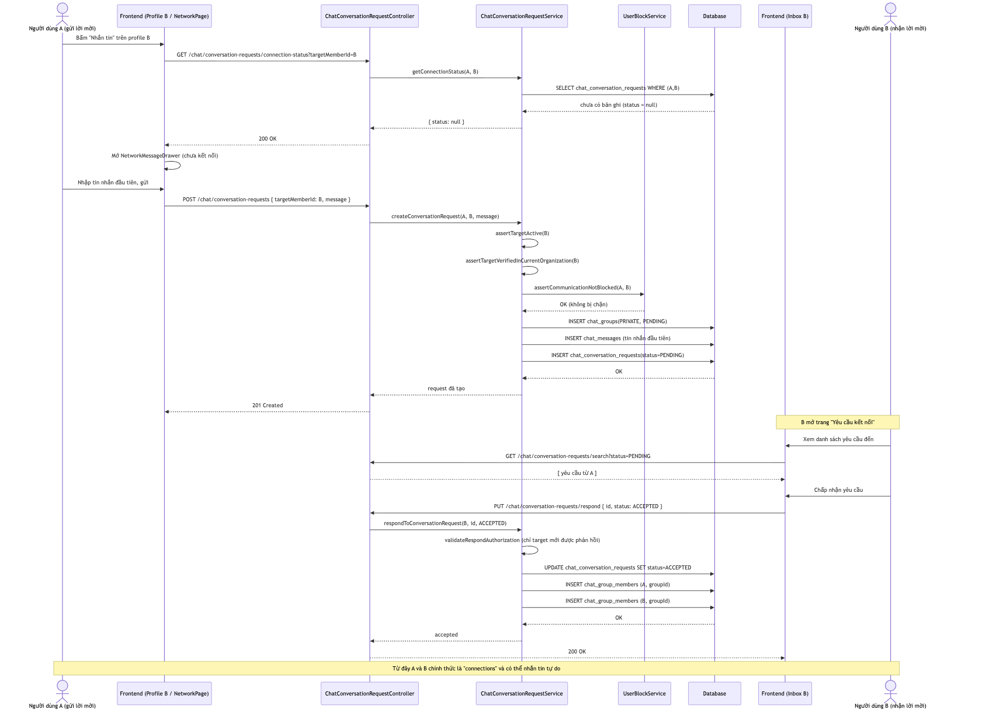 Người dùng A (gửi lời mời)
Frontend (Profile B / NetworkPage)
ChatConversationRequestController
ChatConversationRequestService
UserBlockService
Database
Frontend (Inbox B)
Người dùng B (nhận lời mời)
Bấm "Nhắn tin" trên profile B
GET /chat/conversation-requests/connection-status?targetMemberId=B
getConnectionStatus(A, B)
SELECT chat_conversation_requests WHERE (A,B)
chưa có bản ghi (status = null)
{ status: null }
200 OK
Mở NetworkMessageDrawer (chưa kết nối)
Nhập tin nhắn đầu tiên, gửi
POST /chat/conversation-requests { targetMemberId: B, message }
createConversationRequest(A, B, message)
assertTargetActive(B)
assertTargetVerifiedInCurrentOrganization(B)
assertCommunicationNotBlocked(A, B)
OK (không bị chặn)
INSERT chat_groups(PRIVATE, PENDING)
INSERT chat_messages (tin nhắn đầu tiên)
INSERT chat_conversation_requests(status=PENDING)
OK
request đã tạo
201 Created
B mở trang "Yêu cầu kết nối"
Xem danh sách yêu cầu đến
GET /chat/conversation-requests/search?status=PENDING
[ yêu cầu từ A ]
Chấp nhận yêu cầu
PUT /chat/conversation-requests/respond { id, status: ACCEPTED }
respondToConversationRequest(B, id, ACCEPTED)
validateRespondAuthorization (chỉ target mới được phản hồi)
UPDATE chat_conversation_requests SET status=ACCEPTED
INSERT chat_group_members (A, groupId)
INSERT chat_group_members (B, groupId)
OK
accepted
200 OK
Từ đây A và B chính thức là "connections" và có thể nhắn tin tự do
Người dùng A (gửi lời mời)
Frontend (Profile B / NetworkPage)
ChatConversationRequestController
ChatConversationRequestService
UserBlockService
Database
Frontend (Inbox B)
Người dùng B (nhận lời mời)